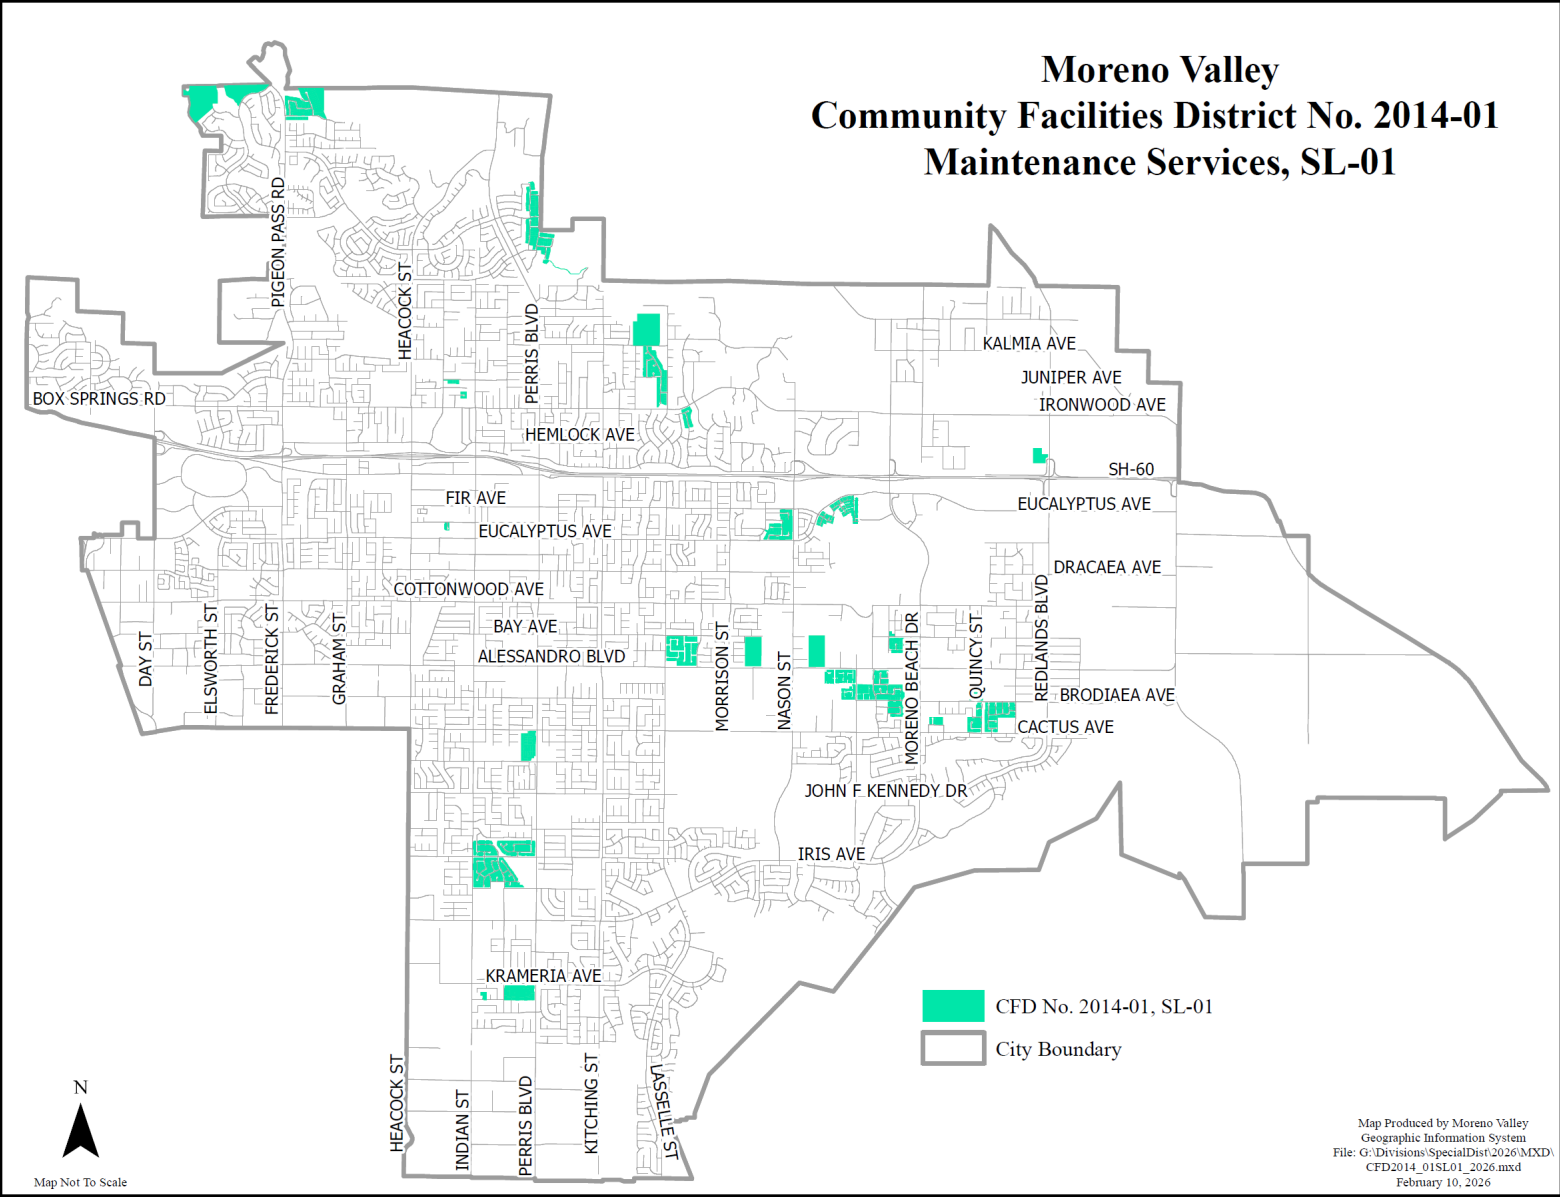 Moreno Valley
Community Facilities District No. 2014-01
Maintenance Services, SL-01
PIGEON PASS RD
HEACOCK ST
PERRIS BLVD
KALMIA AVE
JUNIPER AVE
BOX SPRINGS RD
IRONWOOD AVE
HEMLOCK AVE
SH-60
FIR AVE
EUCALYPTUS AVE
EUCALYPTUS AVE
DRACAEA AVE
COTTONWOOD AVE
BAY AVE
ALESSANDRO BLVD
DAY ST
ELSWORTH ST
FREDERICK ST
GRAHAM ST
MORRISON ST
NASON ST
MORENO BEACH DR
QUINCY ST
REDLANDS BLVD
BRODIAEA AVE
CACTUS AVE
JOHN F KENNEDY DR
IRIS AVE
KRAMERIA AVE
HEACOCK ST
INDIAN ST
PERRIS BLVD
KITCHING ST
LASSELLE ST
CFD No. 2014-01, SL-01
City Boundary
N
Map Not To Scale
Map Produced by Moreno Valley
Geographic Information System
File: G:\Divisions\SpecialDist\2026\MXD\
CFD2014_01SL01_2026.mxd
February 10, 2026